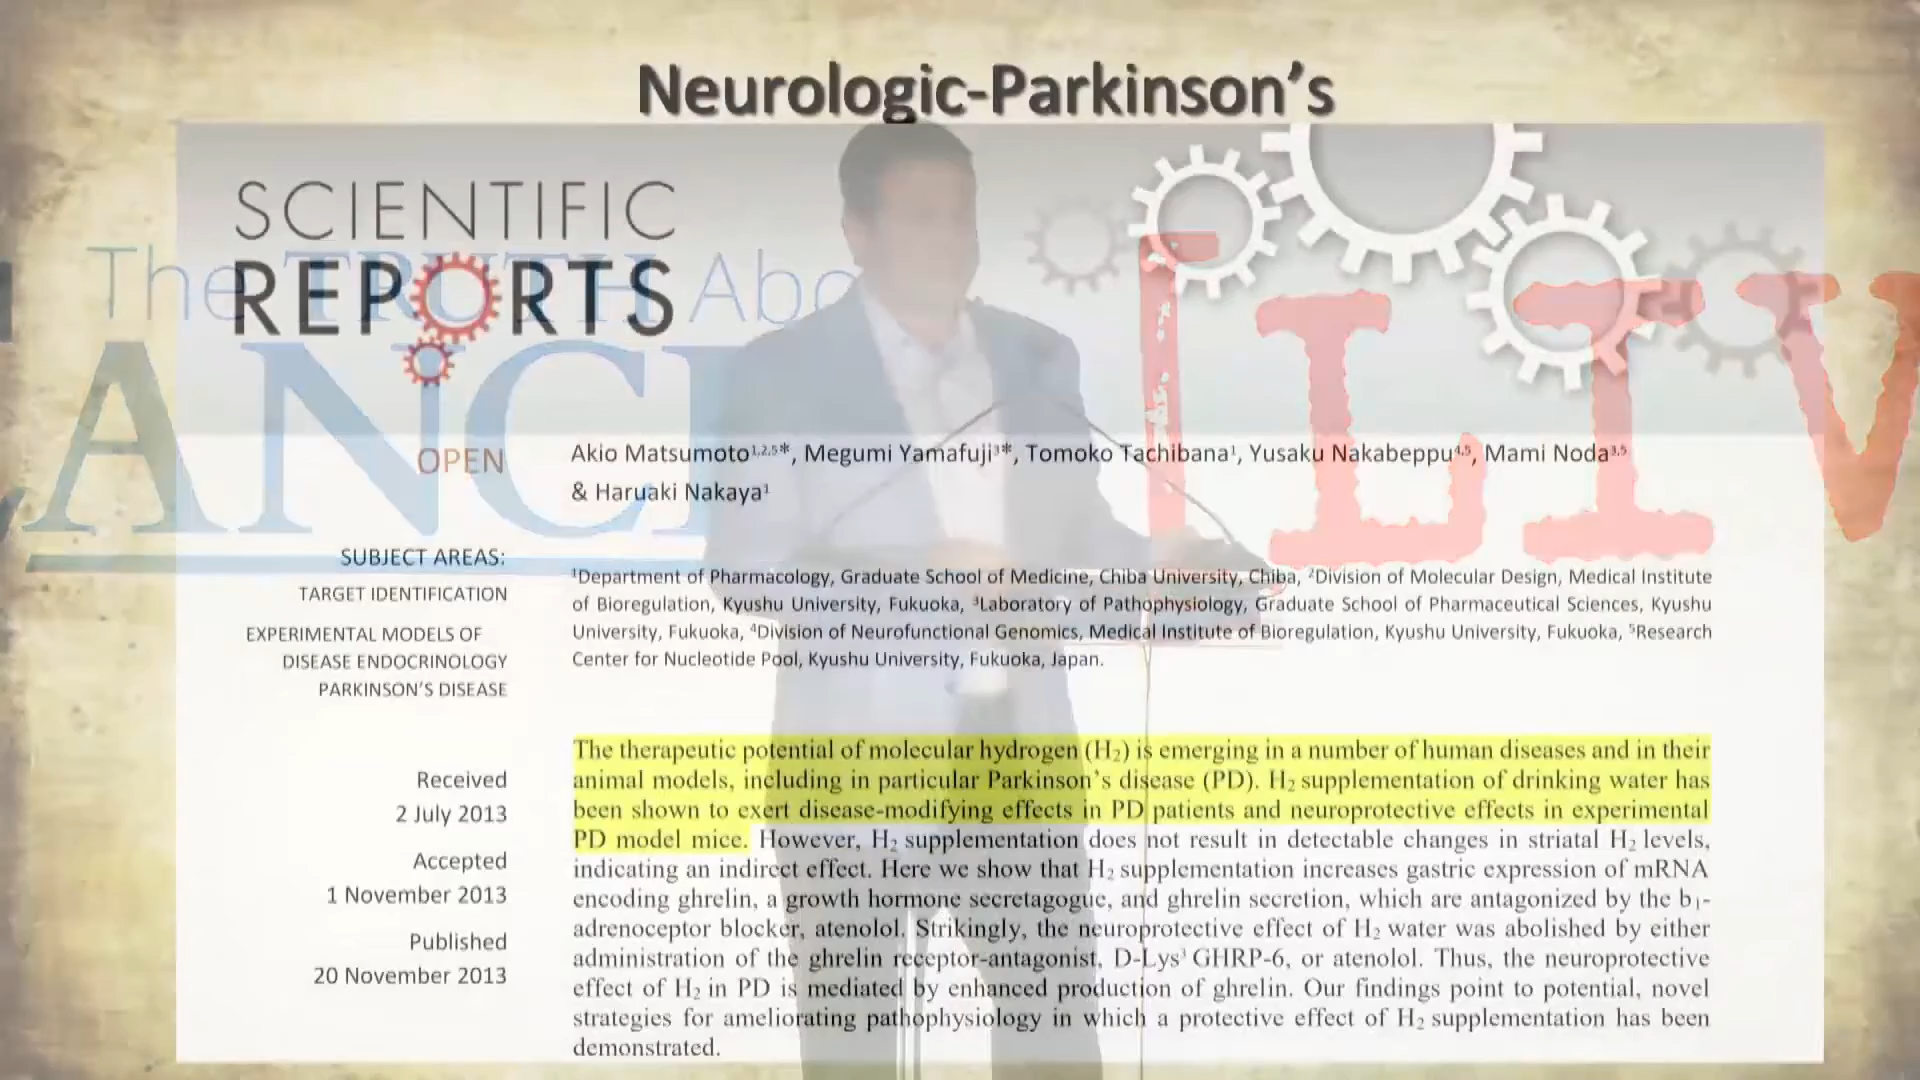 Neurologic-Parkinson's
SCIENTIFIC
REPORTS
The TRUTH Abo
ANC
LIV
OPEN
Akio Matsumoto1,2,5*, Megumi Yamafuji3*, Tomoko Tachibana1, Yusaku Nakabeppu4,5, Mami Noda3,5
& Haruaki Nakaya1
SUBJECT AREAS:
TARGET IDENTIFICATION
EXPERIMENTAL MODELS OF
DISEASE ENDOCRINOLOGY
PARKINSON'S DISEASE
1Department of Pharmacology, Graduate School of Medicine, Chiba University, Chiba, 2Division of Molecular Design, Medical Institute
of Bioregulation, Kyushu University, Fukuoka, 3Laboratory of Pathophysiology, Graduate School of Pharmaceutical Sciences, Kyushu
University, Fukuoka, 4Division of Neurofunctional Genomics, Medical Institute of Bioregulation, Kyushu University, Fukuoka, 5Research
Center for Nucleotide Pool, Kyushu University, Fukuoka, Japan.
Received
2 July 2013
Accepted
1 November 2013
Published
20 November 2013
The therapeutic potential of molecular hydrogen (H2) is emerging in a number of human diseases and in their
animal models, including in particular Parkinson's disease (PD). H2 supplementation of drinking water has
been shown to exert disease-modifying effects in PD patients and neuroprotective effects in experimental
PD model mice. However, H2 supplementation does not result in detectable changes in striatal H2 levels,
indicating an indirect effect. Here we show that H2 supplementation increases gastric expression of mRNA
encoding ghrelin, a growth hormone secretagogue, and ghrelin secretion, which are antagonized by the b1-
adrenoceptor blocker, atenolol. Strikingly, the neuroprotective effect of H2 water was abolished by either
administration of the ghrelin receptor-antagonist, D-Lys3 GHRP-6, or atenolol. Thus, the neuroprotective
effect of H2 in PD is mediated by enhanced production of ghrelin. Our findings point to potential, novel
strategies for ameliorating pathophysiology in which a protective effect of H2 supplementation has been
demonstrated.